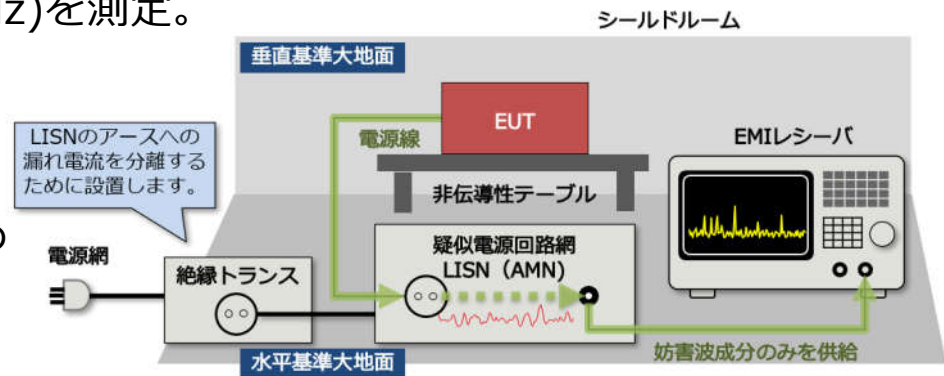 Hz)を測定。
シールドルーム
垂直基準大地面
EUT
電源線
EMIレシーバ
LISNのアースへの
漏れ電流を分離する
ために設置します。
非伝導性テーブル
の
電源網
絶縁トランス
疑似電源回路網
LISN（AMN）
妨害波成分のみを供給
水平基準大地面